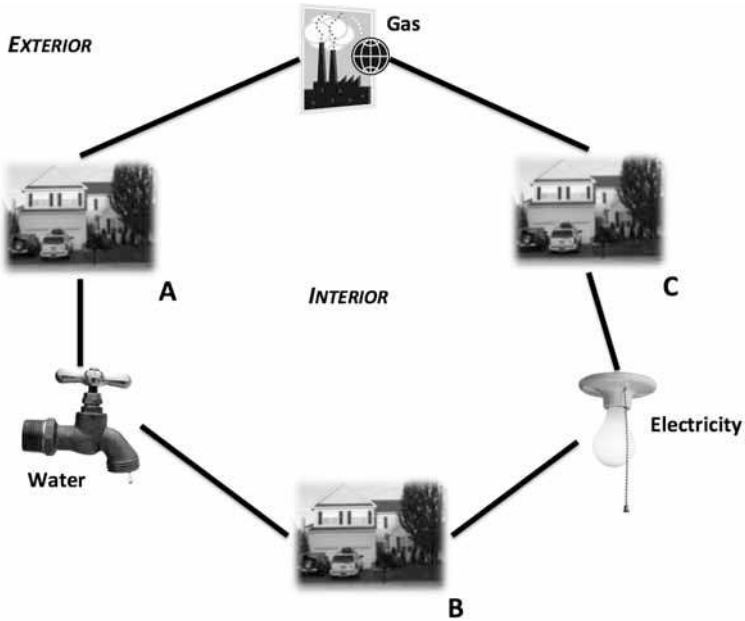 Gas
EXTERIOR
A
INTERIOR
C
Electricity
Water
B